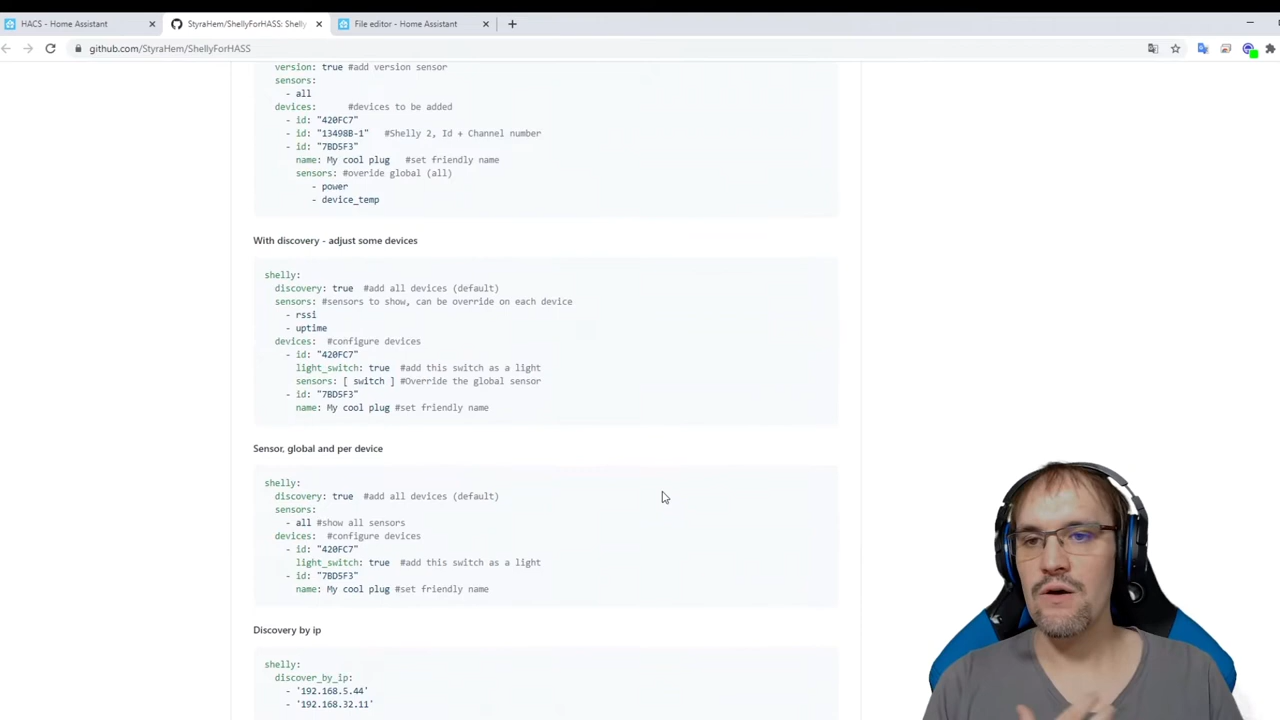 HACS - Home Assistant
StyraHem/ShellyForHASS: Shelly
File editor - Home Assistant
github.com/StyraHem/ShellyForHASS
version: true #add version sensor
sensors:
- all
devices: #devices to be added
- id: "420FC7"
- id: "13498B-1" #Shelly 2, Id + Channel number
- id: "7BD5F3"
name: My cool plug #set friendly name
sensors: #overide global (all)
- power
- device_temp
With discovery - adjust some devices
shelly:
discovery: true #add all devices (default)
sensors: #sensors to show, can be override on each device
- rssi
- uptime
devices: #configure devices
- id: "420FC7"
light_switch: true #add this switch as a light
sensors: [ switch ] #Override the global sensor
- id: "7BD5F3"
name: My cool plug #set friendly name
Sensor, global and per device
shelly:
discovery: true #add all devices (default)
sensors:
- all #show all sensors
devices: #configure devices
- id: "420FC7"
light_switch: true #add this switch as a light
- id: "7BD5F3"
name: My cool plug #set friendly name
Discovery by ip
shelly:
discover_by_ip:
- '192.168.5.44'
- '192.168.32.11'